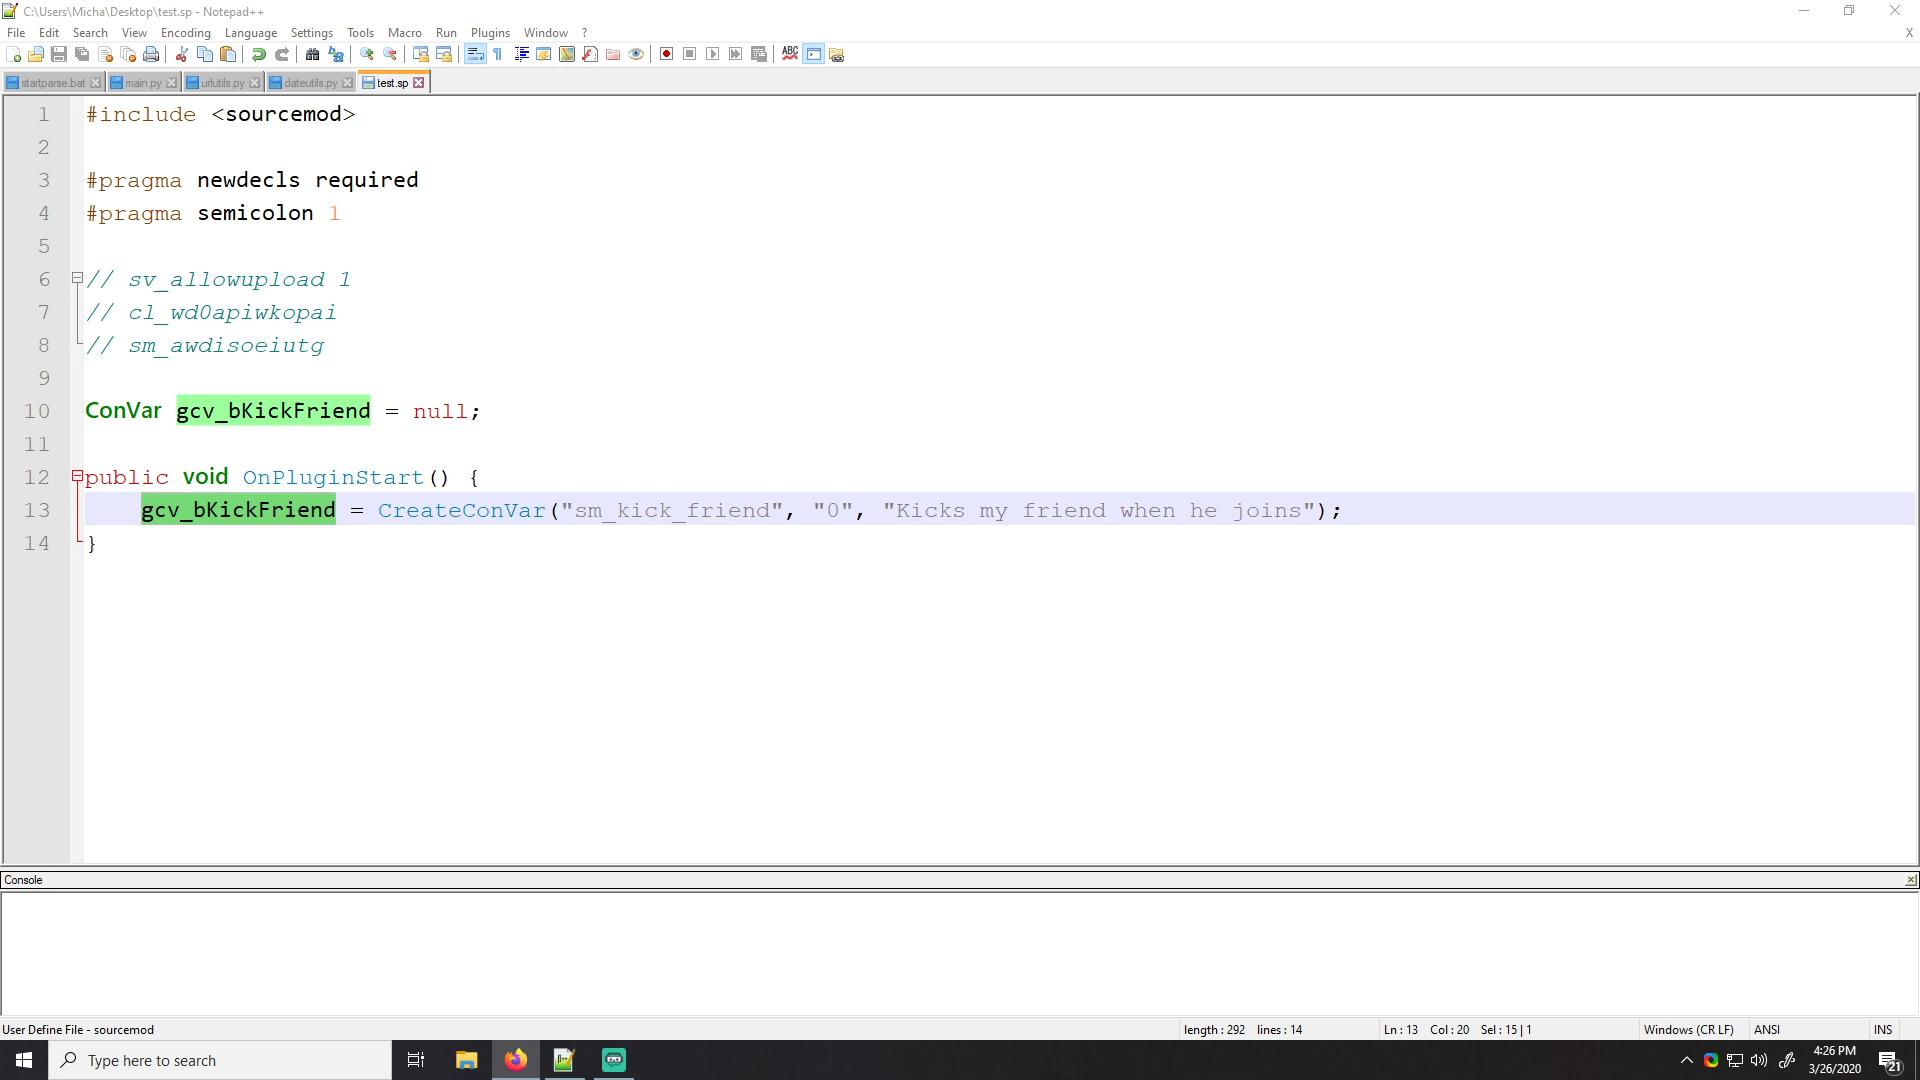 C:\Users\Micha\Desktop\test.sp - Notepad++
File Edit Search View Encoding Language Settings Tools Macro Run Plugins Window ? X
startparse.bat main.py urlutils.py dateutils.py test.sp
1 #include <sourcemod>
2
3 #pragma newdecls required
4 #pragma semicolon 1
5
6 // sv_allowupload 1
7 // cl_wd0apiwkopai
8 // sm_awdisoeiutg
9
10 ConVar gcv_bKickFriend = null;
11
12 public void OnPluginStart() {
13 gcv_bKickFriend = CreateConVar("sm_kick_friend", "0", "Kicks my friend when he joins");
14 }
Console
User Define File - sourcemod length : 292 lines : 14 Ln : 13 Col : 20 Sel : 15 | 1 Windows (CR LF) ANSI INS
Type here to search
4:26 PM
3/26/2020
21